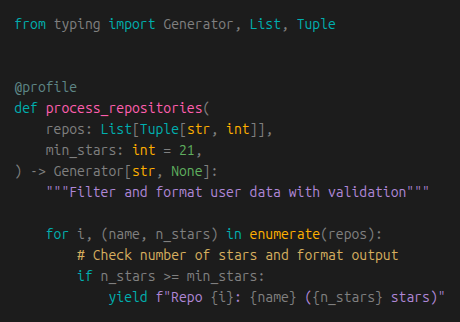 from typing import Generator, List, Tuple
@profile
def process_repositories(
    repos: List[Tuple[str, int]],
    min_stars: int = 21,
) -> Generator[str, None]:
    """Filter and format user data with validation"""
    for i, (name, n_stars) in enumerate(repos):
        # Check number of stars and format output
        if n_stars >= min_stars:
            yield f"Repo {i}: {name} ({n_stars} stars)"